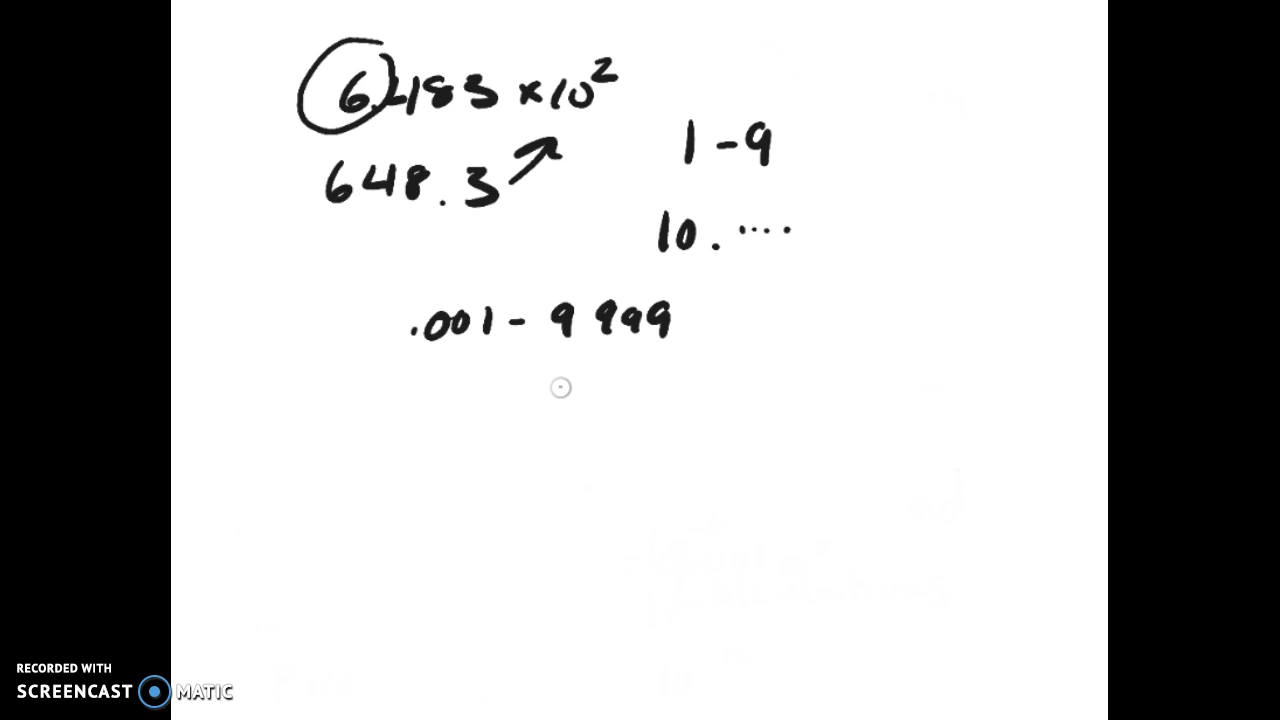 6.483 × 10²
648.3
1 - 9
10. ....
.001 - 9 999
RECORDED WITH
SCREENCAST MATIC